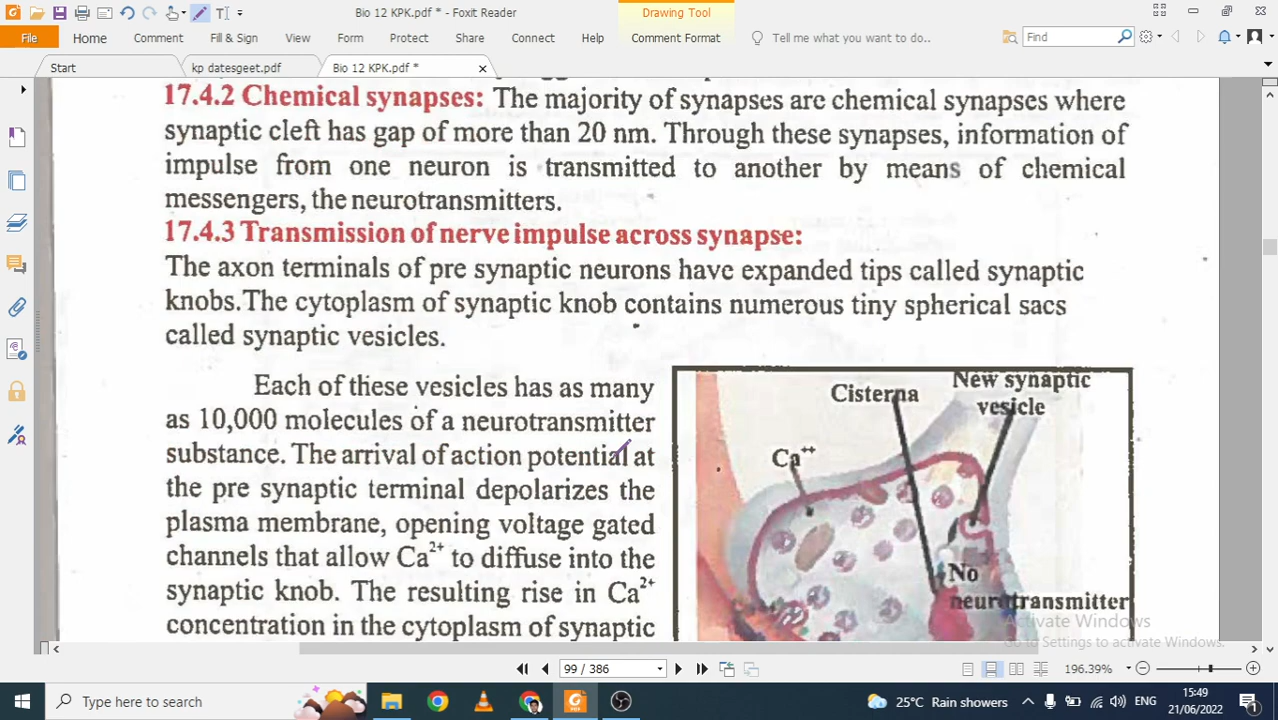 Bio 12 KPK.pdf * - Foxit Reader
Drawing Tool
File
Home
Comment
Fill & Sign
View
Form
Protect
Share
Connect
Help
Comment Format
Tell me what you want to do..
Find
Start
kp datesgeet.pdf
Bio 12 KPK.pdf *
17.4.2 Chemical synapses: The majority of synapses are chemical synapses where
synaptic cleft has gap of more than 20 nm. Through these synapses, information of
impulse from one neuron is transmitted to another by means of chemical
messengers, the neurotransmitters.
17.4.3 Transmission of nerve impulse across synapse:
The axon terminals of pre synaptic neurons have expanded tips called synaptic
knobs.The cytoplasm of synaptic knob contains numerous tiny spherical sacs
called synaptic vesicles.
Each of these vesicles has as many
as 10,000 molecules of a neurotransmitter
substance. The arrival of action potential at
the pre synaptic terminal depolarizes the
plasma membrane, opening voltage gated
channels that allow Ca2+ to diffuse into the
synaptic knob. The resulting rise in Ca2+
concentration in the cytoplasm of synaptic
Cisterna
New synaptic
vesicle
Ca++
No
neurotransmitter
Activate Windows
Go to Settings to activate Windows.
99 / 386
196.39%
Type here to search
25°C Rain showers
ENG
15:49
21/06/2022
1